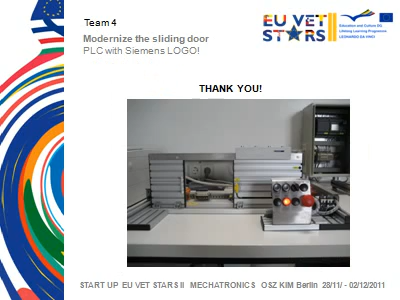 Team 4
Modernize the sliding door
PLC with Siemens LOGO!
EU VET
STARS II
Education and Culture DG
Lifelong Learning Programme
LEONARDO DA VINCI
THANK YOU!
START UP EU VET STARS II MECHATRONICS OSZ KIM Berlin 28/11/ - 02/12/2011